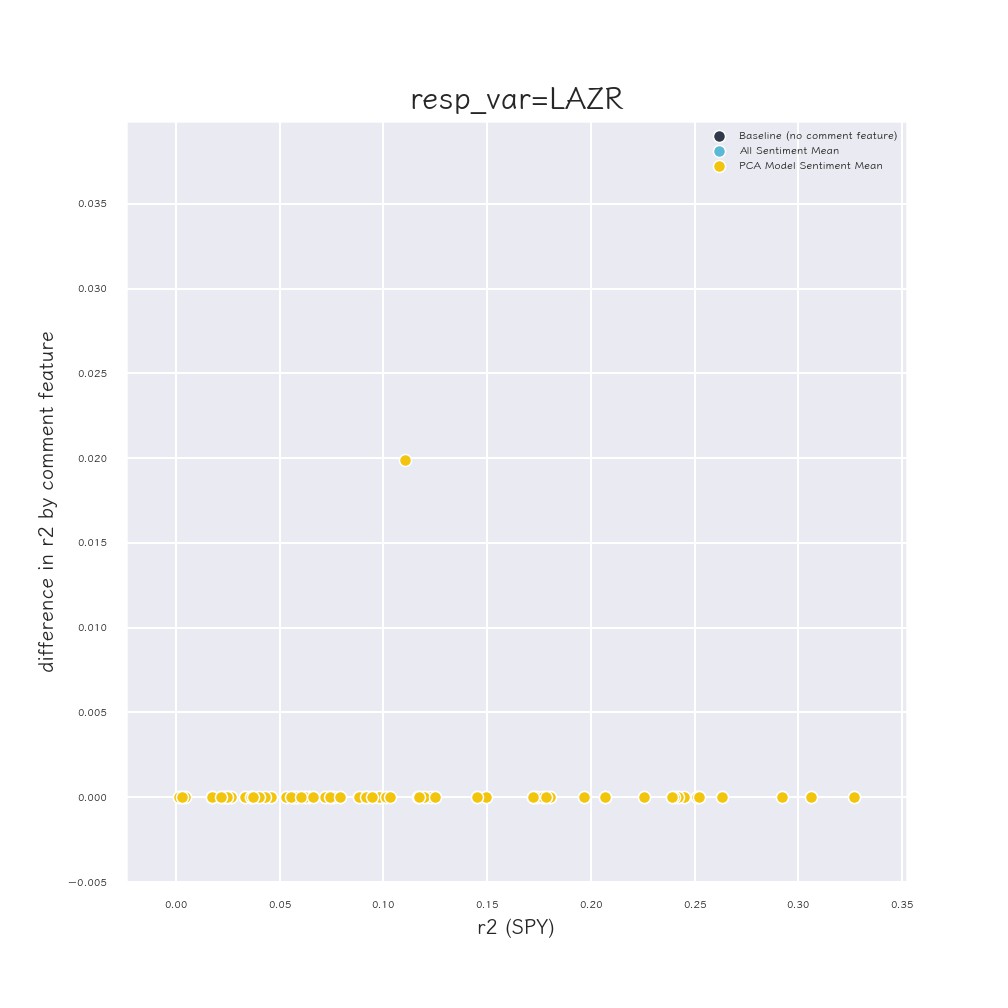 resp_var=LAZR
Baseline (no comment feature)
All Sentiment Mean
PCA Model Sentiment Mean
difference in r2 by comment feature
0.035
0.030
0.025
0.020
0.015
0.010
0.005
0.000
−0.005
0.00 0.05 0.10 0.15 0.20 0.25 0.30 0.35
r2 (SPY)